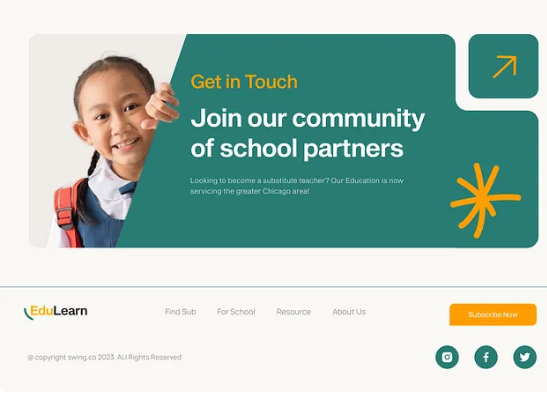 Get in Touch
Join our community
of school partners
Looking to become a substitute teacher? Our Education is now
servicing the greater Chicago area!
EduLearn
Find Sub
For School
Resource
About Us
Subscribe Now
@ copyright swing.co 2023. ALl Rights Reserved